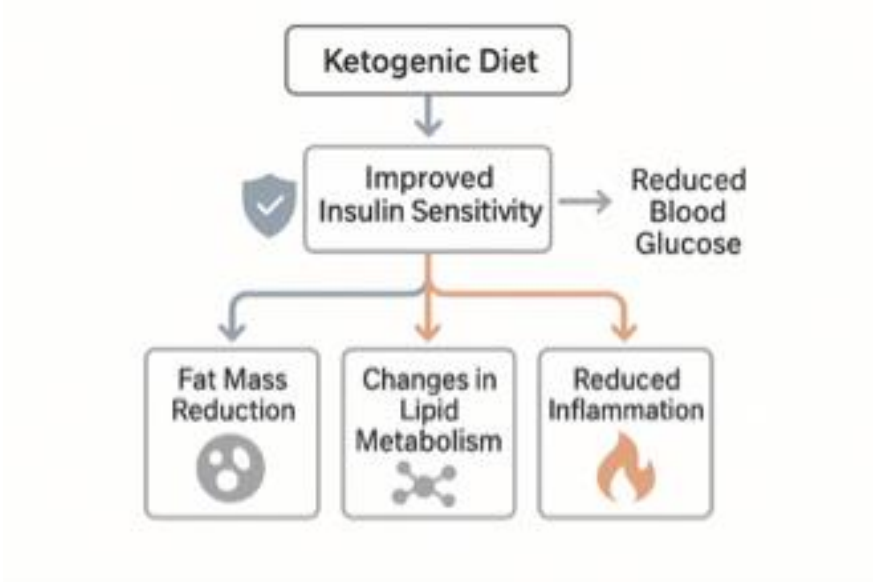 Ketogenic Diet
Improved
Insulin Sensitivity
Reduced
Blood
Glucose
Fat Mass
Reduction
Changes in
Lipid
Metabolism
Reduced
Inflammation